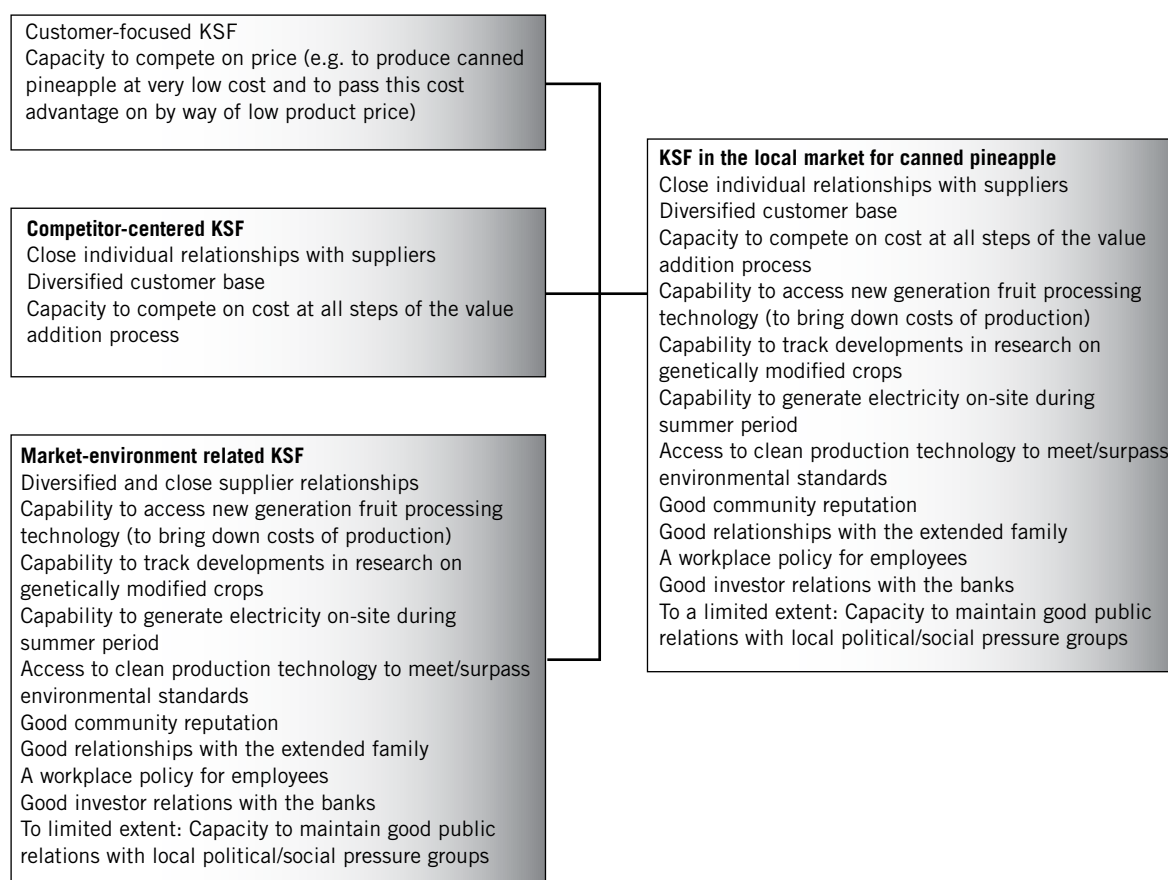 Customer-focused KSF
Capacity to compete on price (e.g. to produce canned
pineapple at very low cost and to pass this cost
advantage on by way of low product price)
Competitor-centered KSF
Close individual relationships with suppliers
Diversified customer base
Capacity to compete on cost at all steps of the value
addition process
Market-environment related KSF
Diversified and close supplier relationships
Capability to access new generation fruit processing
technology (to bring down costs of production)
Capability to track developments in research on
genetically modified crops
Capability to generate electricity on-site during
summer period
Access to clean production technology to meet/surpass
environmental standards
Good community reputation
Good relationships with the extended family
A workplace policy for employees
Good investor relations with the banks
To limited extent: Capacity to maintain good public
relations with local political/social pressure groups
KSF in the local market for canned pineapple
Close individual relationships with suppliers
Diversified customer base
Capacity to compete on cost at all steps of the value
addition process
Capability to access new generation fruit processing
technology (to bring down costs of production)
Capability to track developments in research on
genetically modified crops
Capability to generate electricity on-site during
summer period
Access to clean production technology to meet/surpass
environmental standards
Good community reputation
Good relationships with the extended family
A workplace policy for employees
Good investor relations with the banks
To a limited extent: Capacity to maintain good public
relations with local political/social pressure groups